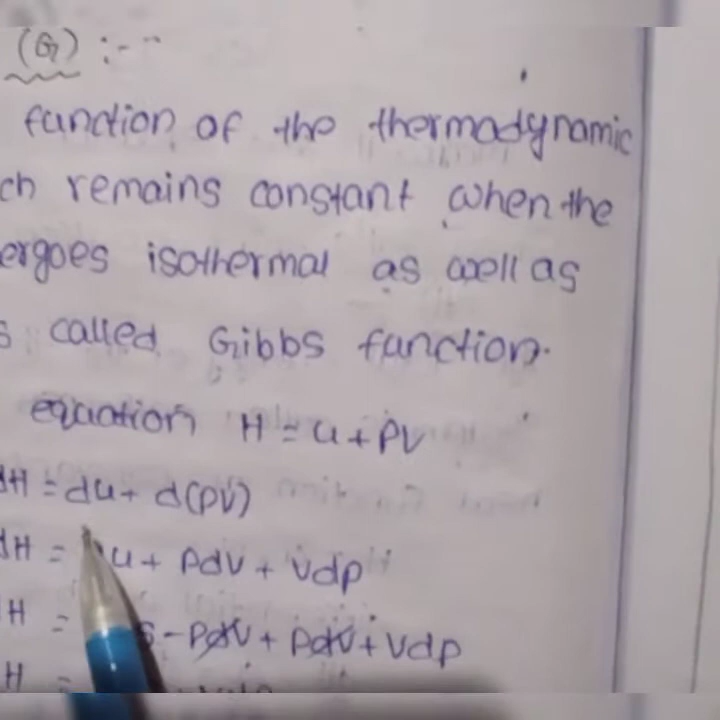 (G) :--
function of the thermadynamic
ch remains constant when the
ergoes isothermal as well as
s called Gibbs function.
equation H = u + PV
dH = du + d(PV)
dH = u + PdV + Vdp
H = s - PdV + PdV + Vdp
H =